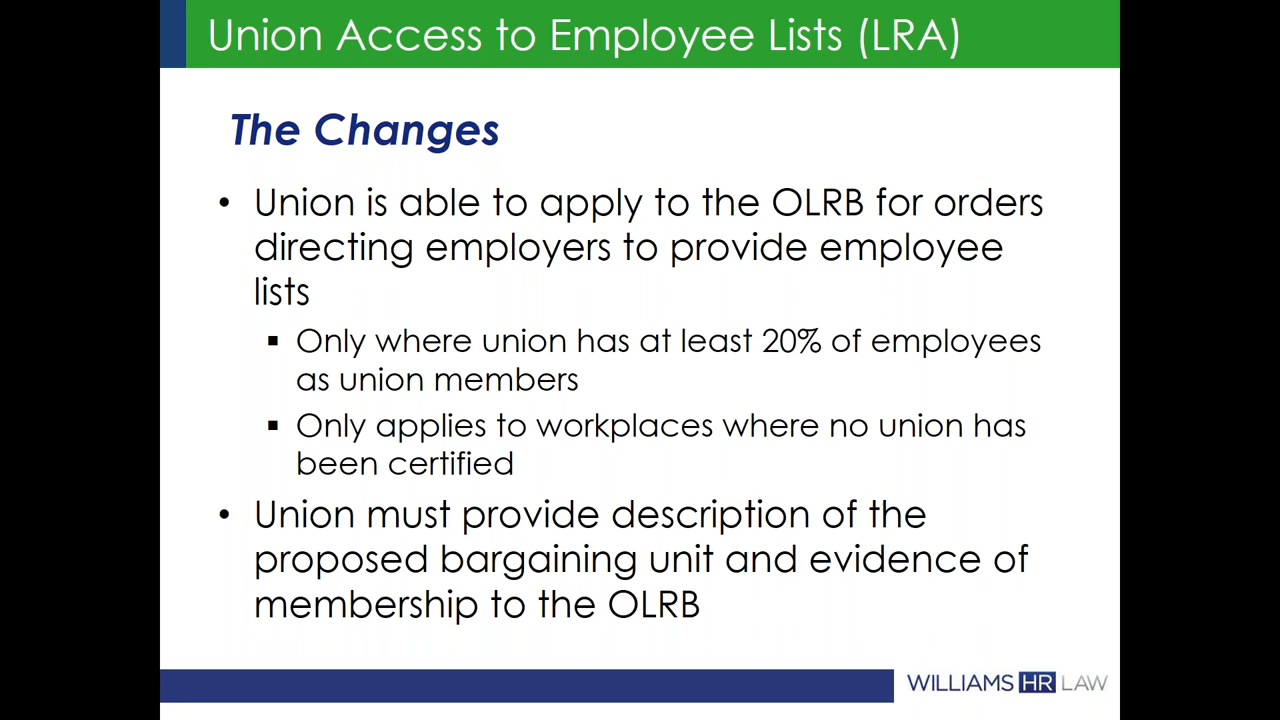 Union Access to Employee Lists (LRA)
The Changes
• Union is able to apply to the OLRB for orders
directing employers to provide employee
lists
▪ Only where union has at least 20% of employees
as union members
▪ Only applies to workplaces where no union has
been certified
• Union must provide description of the
proposed bargaining unit and evidence of
membership to the OLRB
WILLIAMS HR LAW